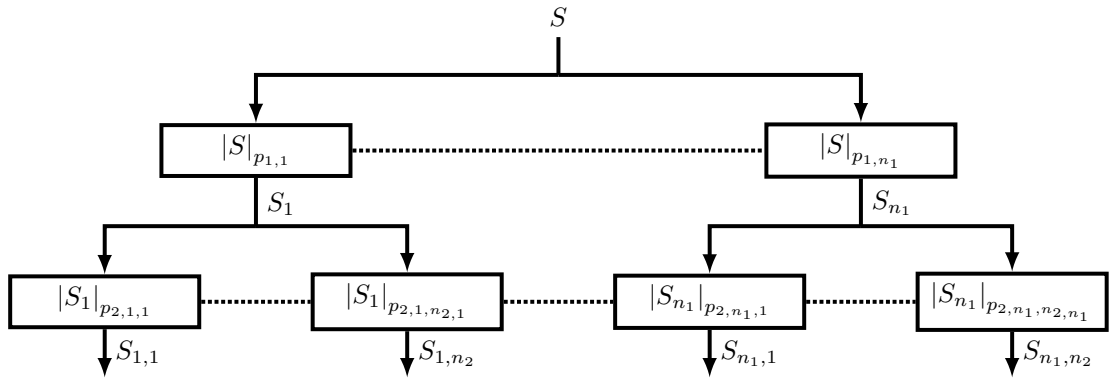 S
|S|_{p_{1,1}} |S|_{p_{1,n_1}}
S_1 S_{n_1}
|S_1|_{p_{2,1,1}} |S_1|_{p_{2,1,n_{2,1}}} |S_{n_1}|_{p_{2,n_1,1}} |S_{n_1}|_{p_{2,n_1,n_{2,n_1}}}
S_{1,1} S_{1,n_2} S_{n_1,1} S_{n_1,n_2}